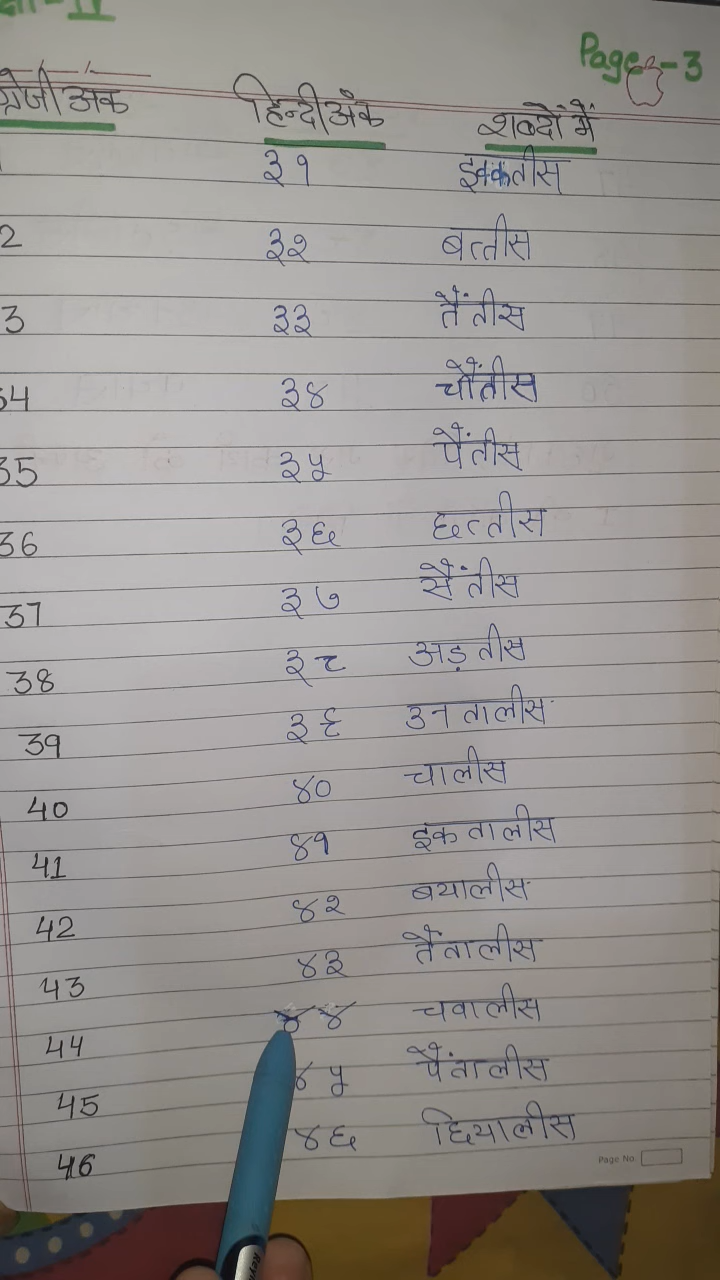 II
Page - 3
ग्रेजी अंक हिन्दी अंक शब्दों में
३१ इकतीस
2 ३२ बत्तीस
3 ३३ तैंतीस
34 ३४ चौंतीस
35 ३५ पैंतीस
36 ३६ छत्तीस
37 ३७ सैंतीस
38 ३८ अड़तीस
39 ३९ उनतालीस
40 ४० चालीस
41 ४१ इकतालीस
42 ४२ बयालीस
43 ४३ तैंतालीस
44 ४४ चवालीस
45 ४५ पैंतालीस
46 ४६ छियालीस
Page No.